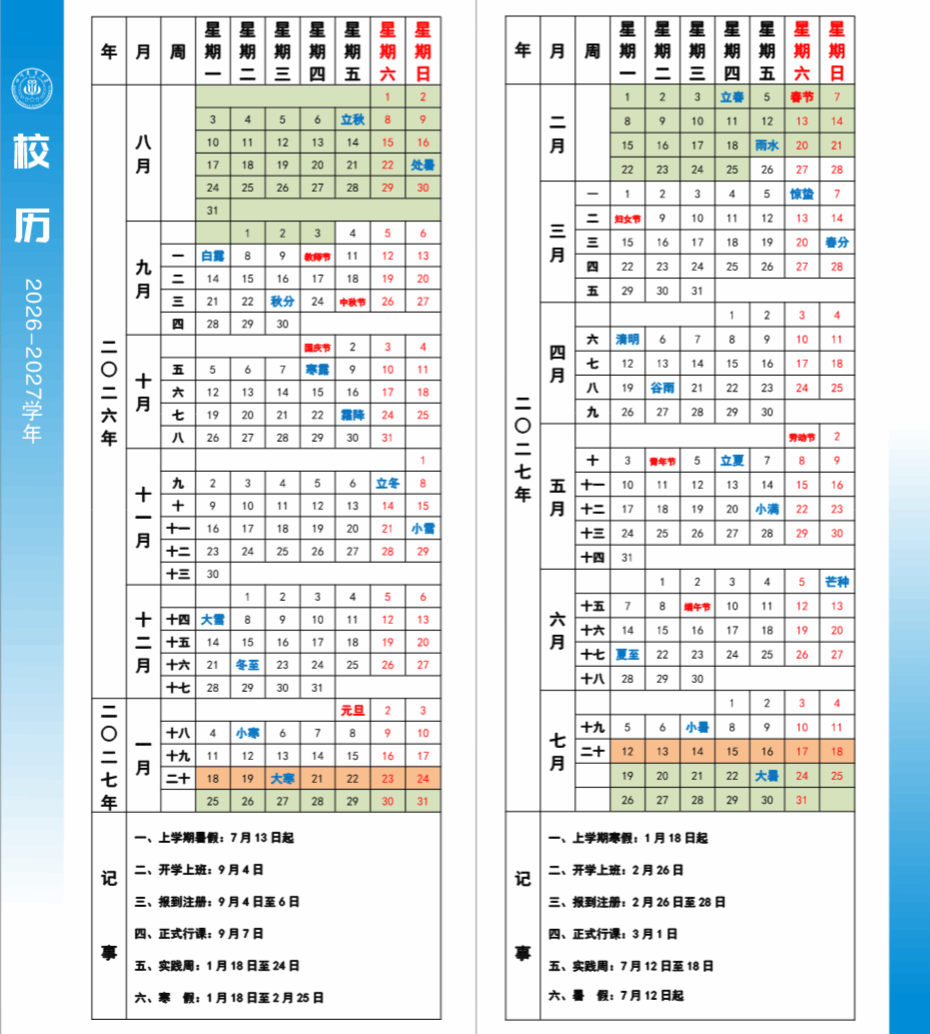 校
历
2026-2027学年
年 月 周 星期一 星期二 星期三 星期四 星期五 星期六 星期日
二〇二六年
八月
1 2
3 4 5 6 立秋 8 9
10 11 12 13 14 15 16
17 18 19 20 21 22 处暑
24 25 26 27 28 29 30
31
九月
1 2 3 4 5 6
一 白露 8 9 教师节 11 12 13
二 14 15 16 17 18 19 20
三 21 22 秋分 24 中秋节 26 27
四 28 29 30
十月
国庆节 2 3 4
五 5 6 7 寒露 9 10 11
六 12 13 14 15 16 17 18
七 19 20 21 22 霜降 24 25
八 26 27 28 29 30 31
十一月
1
九 2 3 4 5 6 立冬 8
十 9 10 11 12 13 14 15
十一 16 17 18 19 20 21 小雪
十二 23 24 25 26 27 28 29
十三 30
十二月
1 2 3 4 5 6
十四 大雪 8 9 10 11 12 13
十五 14 15 16 17 18 19 20
十六 21 冬至 23 24 25 26 27
十七 28 29 30 31
二〇二七年
一月
元旦 2 3
十八 4 小寒 6 7 8 9 10
十九 11 12 13 14 15 16 17
二十 18 19 大寒 21 22 23 24
25 26 27 28 29 30 31
记事
一、上学期暑假：7月13日起
二、开学上班：9月4日
三、报到注册：9月4日至6日
四、正式行课：9月7日
五、实践周：1月18日至24日
六、寒 假：1月18日至2月25日
年 月 周 星期一 星期二 星期三 星期四 星期五 星期六 星期日
二〇二七年
二月
1 2 3 立春 5 春节 7
8 9 10 11 12 13 14
15 16 17 18 雨水 20 21
22 23 24 25 26 27 28
三月
一 1 2 3 4 5 惊蛰 7
二 妇女节 9 10 11 12 13 14
三 15 16 17 18 19 20 春分
四 22 23 24 25 26 27 28
五 29 30 31
四月
1 2 3 4
六 清明 6 7 8 9 10 11
七 12 13 14 15 16 17 18
八 19 谷雨 21 22 23 24 25
九 26 27 28 29 30
五月
劳动节 2
十 3 青年节 5 立夏 7 8 9
十一 10 11 12 13 14 15 16
十二 17 18 19 20 小满 22 23
十三 24 25 26 27 28 29 30
十四 31
六月
1 2 3 4 5 芒种
十五 7 8 端午节 10 11 12 13
十六 14 15 16 17 18 19 20
十七 夏至 22 23 24 25 26 27
十八 28 29 30
七月
1 2 3 4
十九 5 6 小暑 8 9 10 11
二十 12 13 14 15 16 17 18
19 20 21 22 大暑 24 25
26 27 28 29 30 31
记事
一、上学期寒假：1月18日起
二、开学上班：2月26日
三、报到注册：2月26日至28日
四、正式行课：3月1日
五、实践周：7月12日至18日
六、暑 假：7月12日起